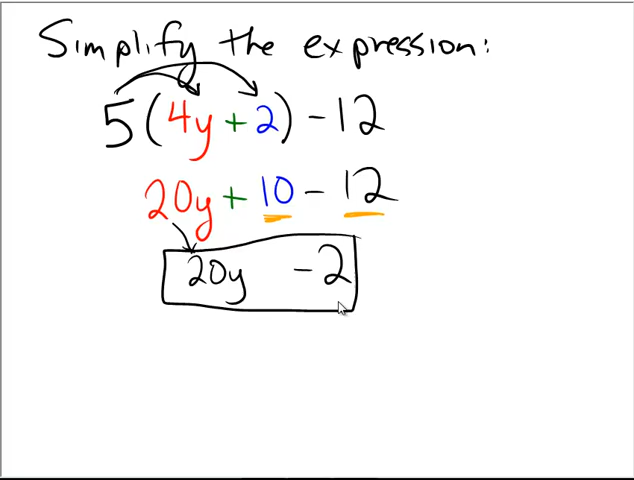 Simplify the expression:
5(4y + 2) - 12
20y + 10 - 12
20y - 2